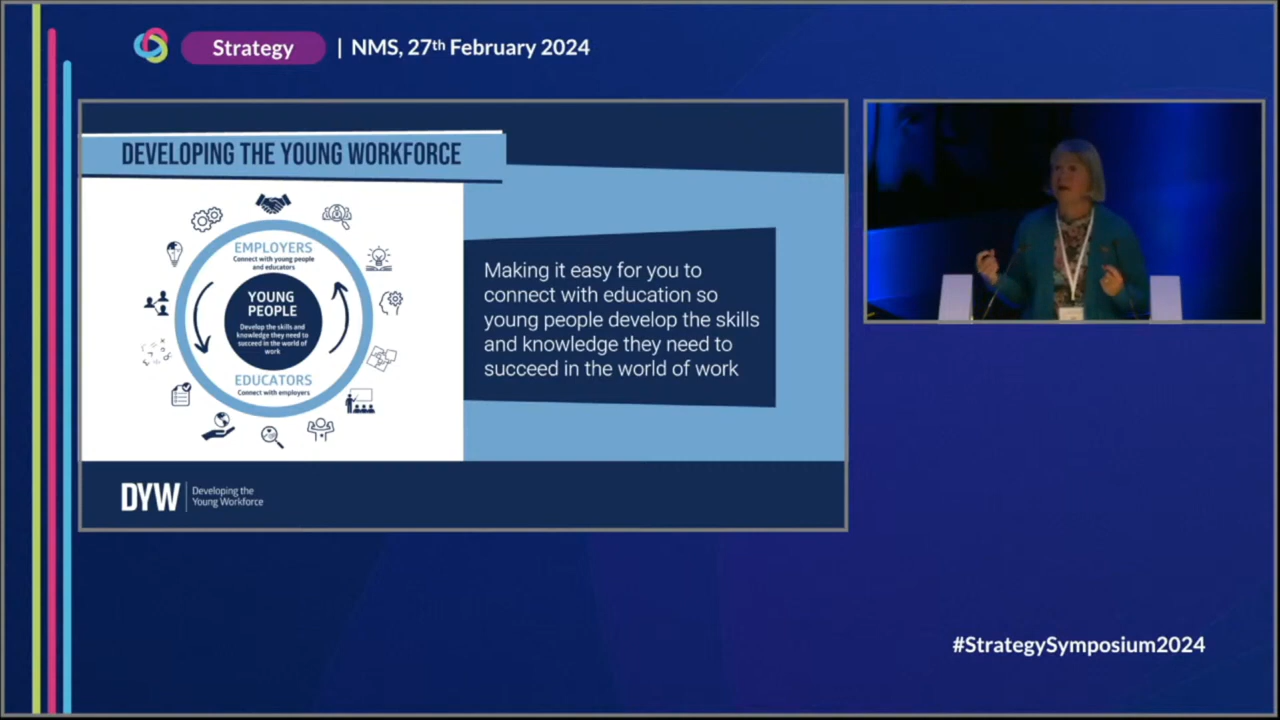 Strategy | NMS, 27th February 2024
DEVELOPING THE YOUNG WORKFORCE
EMPLOYERS
Connect with young people
and educators
YOUNG
PEOPLE
Develop the skills and
knowledge they need to
succeed in the world of
work
EDUCATORS
Connect with employers
Making it easy for you to
connect with education so
young people develop the skills
and knowledge they need to
succeed in the world of work
DYW
Developing the
Young Workforce
#StrategySymposium2024